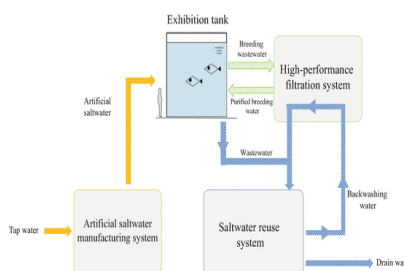 Exhibition tank
Breeding
wastewater
High-performance
filtration system
Artificial
saltwater
Purified breeding
water
Wastewater
Backwashing
water
Tap water
Artificial saltwater
manufacturing system
Saltwater reuse
system
Drain wa